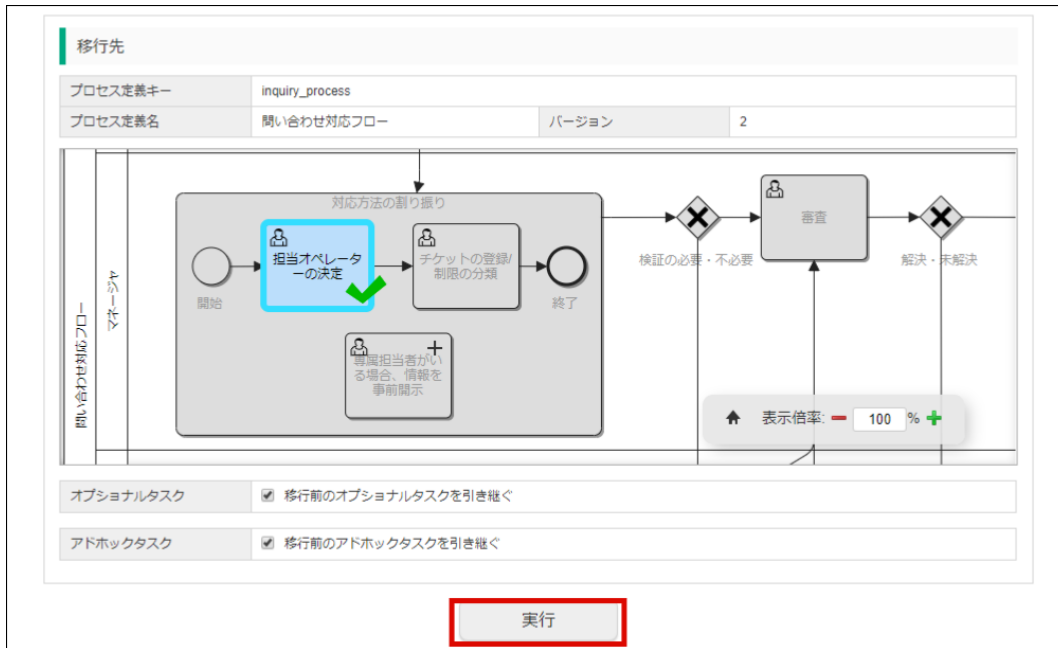 移行先
プロセス定義キー inquiry_process
プロセス定義名 問い合わせ対応フロー バージョン 2
問い合わせ対応フロー
マネージャ
対応方法の割り振り
開始
担当オペレータ
ーの決定
チケットの登録/
制限の分類
終了
専属担当者がい
る場合、情報を
事前開示
検証の必要・不必要
審査
解決・未解決
表示倍率: 100 %
オプショナルタスク 移行前のオプショナルタスクを引き継ぐ
アドホックタスク 移行前のアドホックタスクを引き継ぐ
実行